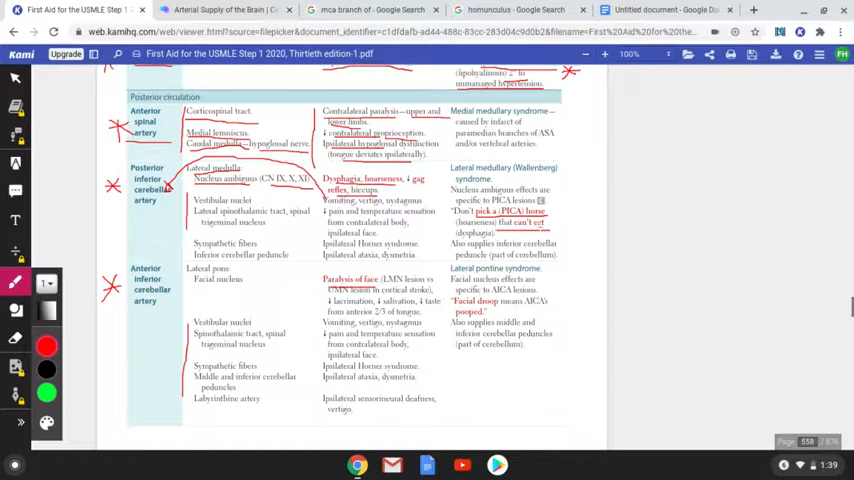 Kami First Aid for the USMLE Step 1
Arterial Supply of the Brain | C
mca branch of - Google Search
homunculus - Google Search
Untitled document - Google Do
Kami
Upgrade
First Aid for the USMLE Step 1 2020, Thirtieth edition-1.pdf
100%
FH
(lipohyalinosis) 2° to
unmanaged hypertension.
Posterior circulation
Anterior
spinal
artery
Corticospinal tract.
Medial lemniscus.
Caudal medulla—hypoglossal nerve.
Contralateral paralysis—upper and
lower limbs.
↓ contralateral proprioception.
Ipsilateral hypoglossal dysfunction
(tongue deviates ipsilaterally).
Medial medullary syndrome—
caused by infarct of
paramedian branches of ASA
and/or vertebral arteries.
Posterior
inferior
cerebellar
artery
Lateral medulla:
Nucleus ambiguus (CN IX, X, XI)
Vestibular nuclei
Lateral spinothalamic tract, spinal
trigeminal nucleus
Sympathetic fibers
Inferior cerebellar peduncle
Dysphagia, hoarseness, ↓ gag
reflex, hiccups.
Vomiting, vertigo, nystagmus
↓ pain and temperature sensation
from contralateral body,
ipsilateral face.
Ipsilateral Horner syndrome.
Ipsilateral ataxia, dysmetria.
Lateral medullary (Wallenberg)
syndrome.
Nucleus ambiguus effects are
specific to PICA lesions
"Don't pick a (PICA) horse
(hoarseness) that can't eat
(dysphagia).
Also supplies inferior cerebellar
peduncle (part of cerebellum).
Anterior
inferior
cerebellar
artery
Lateral pons:
Facial nucleus
Vestibular nuclei
Spinothalamic tract, spinal
trigeminal nucleus
Sympathetic fibers
Middle and inferior cerebellar
peduncles
Labyrinthine artery
Paralysis of face (LMN lesion vs
UMN lesion in cortical stroke),
↓ lacrimation, ↓ salivation, ↓ taste
from anterior 2/3 of tongue.
Vomiting, vertigo, nystagmus
↓ pain and temperature sensation
from contralateral body,
ipsilateral face.
Ipsilateral Horner syndrome.
Ipsilateral ataxia, dysmetria.
Ipsilateral sensorineural deafness,
vertigo.
Lateral pontine syndrome.
Facial nucleus effects are
specific to AICA lesions.
"Facial droop means AICA's
pooped."
Also supplies middle and
inferior cerebellar peduncles
(part of cerebellum).
Page 558 / 876
1:39